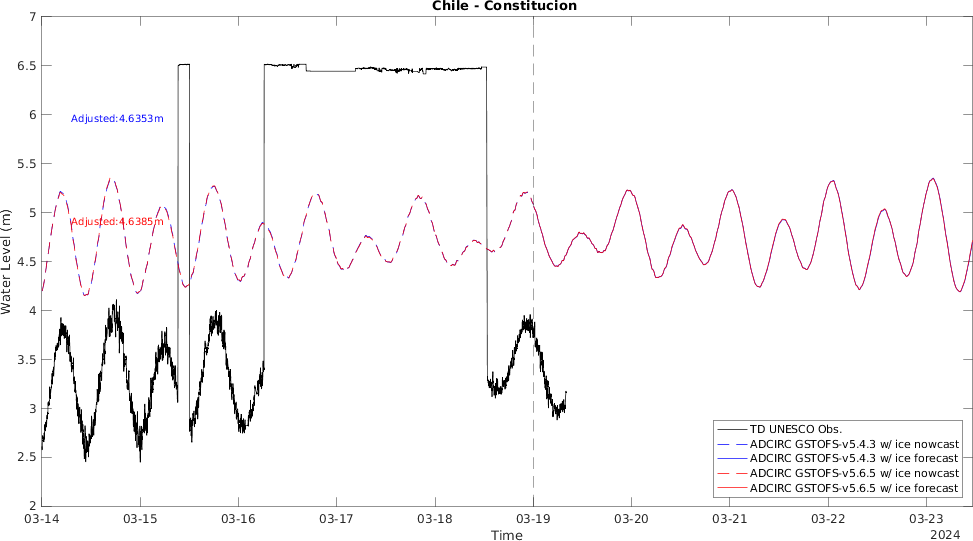 Chile - Constitucion
7
6.5
6
5.5
5
4.5
4
3.5
3
2.5
2
Water Level (m)
Adjusted:4.6353m
Adjusted:4.6385m
TD UNESCO Obs.
ADCIRC GSTOFS-v5.4.3 w/ ice nowcast
ADCIRC GSTOFS-v5.4.3 w/ ice forecast
ADCIRC GSTOFS-v5.6.5 w/ ice nowcast
ADCIRC GSTOFS-v5.6.5 w/ ice forecast
03-14 03-15 03-16 03-17 03-18 03-19 03-20 03-21 03-22 03-23
Time
2024